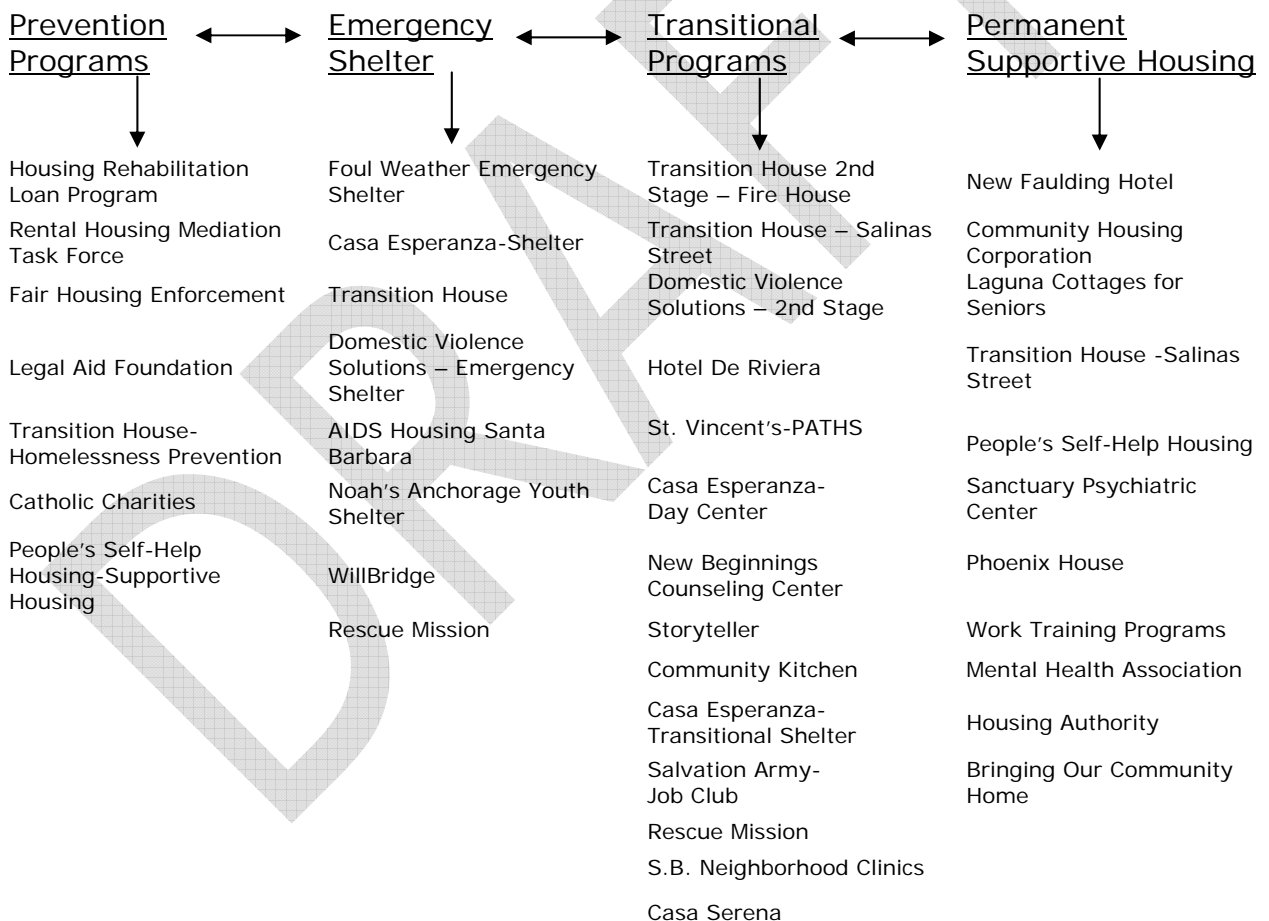 Prevention
Programs
Emergency
Shelter
Transitional
Programs
Permanent
Supportive Housing
Housing Rehabilitation
Loan Program
Rental Housing Mediation
Task Force
Fair Housing Enforcement
Legal Aid Foundation
Transition House-
Homelessness Prevention
Catholic Charities
People's Self-Help
Housing-Supportive
Housing
Foul Weather Emergency
Shelter
Casa Esperanza-Shelter
Transition House
Domestic Violence
Solutions – Emergency
Shelter
AIDS Housing Santa
Barbara
Noah's Anchorage Youth
Shelter
WillBridge
Rescue Mission
Transition House 2nd
Stage – Fire House
Transition House – Salinas
Street
Domestic Violence
Solutions – 2nd Stage
Hotel De Riviera
St. Vincent's-PATHS
Casa Esperanza-
Day Center
New Beginnings
Counseling Center
Storyteller
Community Kitchen
Casa Esperanza-
Transitional Shelter
Salvation Army-
Job Club
Rescue Mission
S.B. Neighborhood Clinics
Casa Serena
New Faulding Hotel
Community Housing
Corporation
Laguna Cottages for
Seniors
Transition House -Salinas
Street
People's Self-Help Housing
Sanctuary Psychiatric
Center
Phoenix House
Work Training Programs
Mental Health Association
Housing Authority
Bringing Our Community
Home
DRAFT